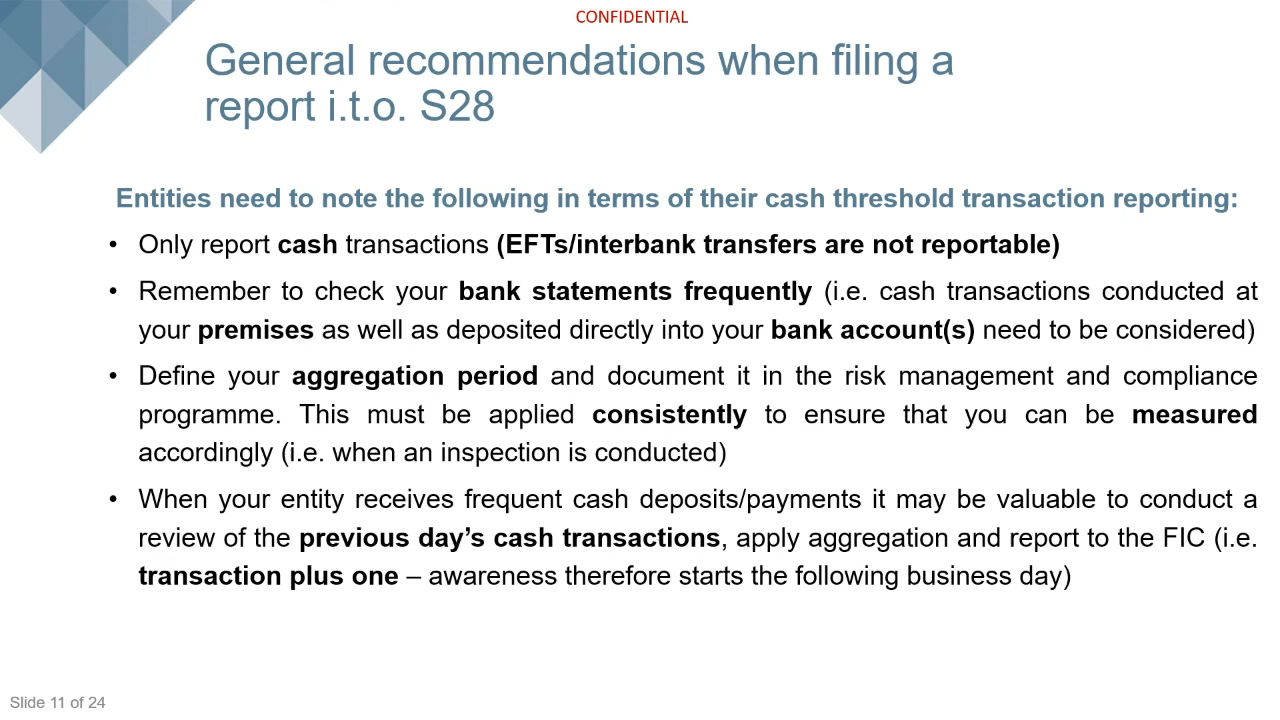 CONFIDENTIAL
General recommendations when filing a
report i.t.o. S28
Entities need to note the following in terms of their cash threshold transaction reporting:
• Only report cash transactions (EFTs/interbank transfers are not reportable)
• Remember to check your bank statements frequently (i.e. cash transactions conducted at
your premises as well as deposited directly into your bank account(s) need to be considered)
• Define your aggregation period and document it in the risk management and compliance
programme. This must be applied consistently to ensure that you can be measured
accordingly (i.e. when an inspection is conducted)
• When your entity receives frequent cash deposits/payments it may be valuable to conduct a
review of the previous day’s cash transactions, apply aggregation and report to the FIC (i.e.
transaction plus one – awareness therefore starts the following business day)
Slide 11 of 24